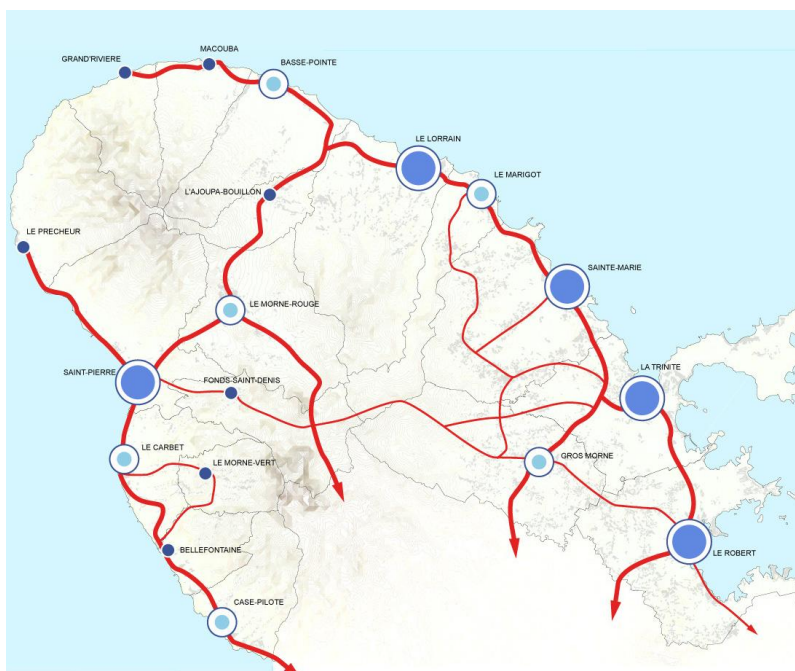 MACOUBA
GRAND'RIVIERE
BASSE-POINTE
LE LORRAIN
LE MARIGOT
L'AJOUPA-BOUILLON
LE PRECHEUR
SAINTE-MARIE
LE MORNE-ROUGE
LA TRINITE
SAINT-PIERRE
FONDS-SAINT-DENIS
LE CARBET
GROS MORNE
LE MORNE-VERT
LE ROBERT
BELLEFONTAINE
CASE-PILOTE